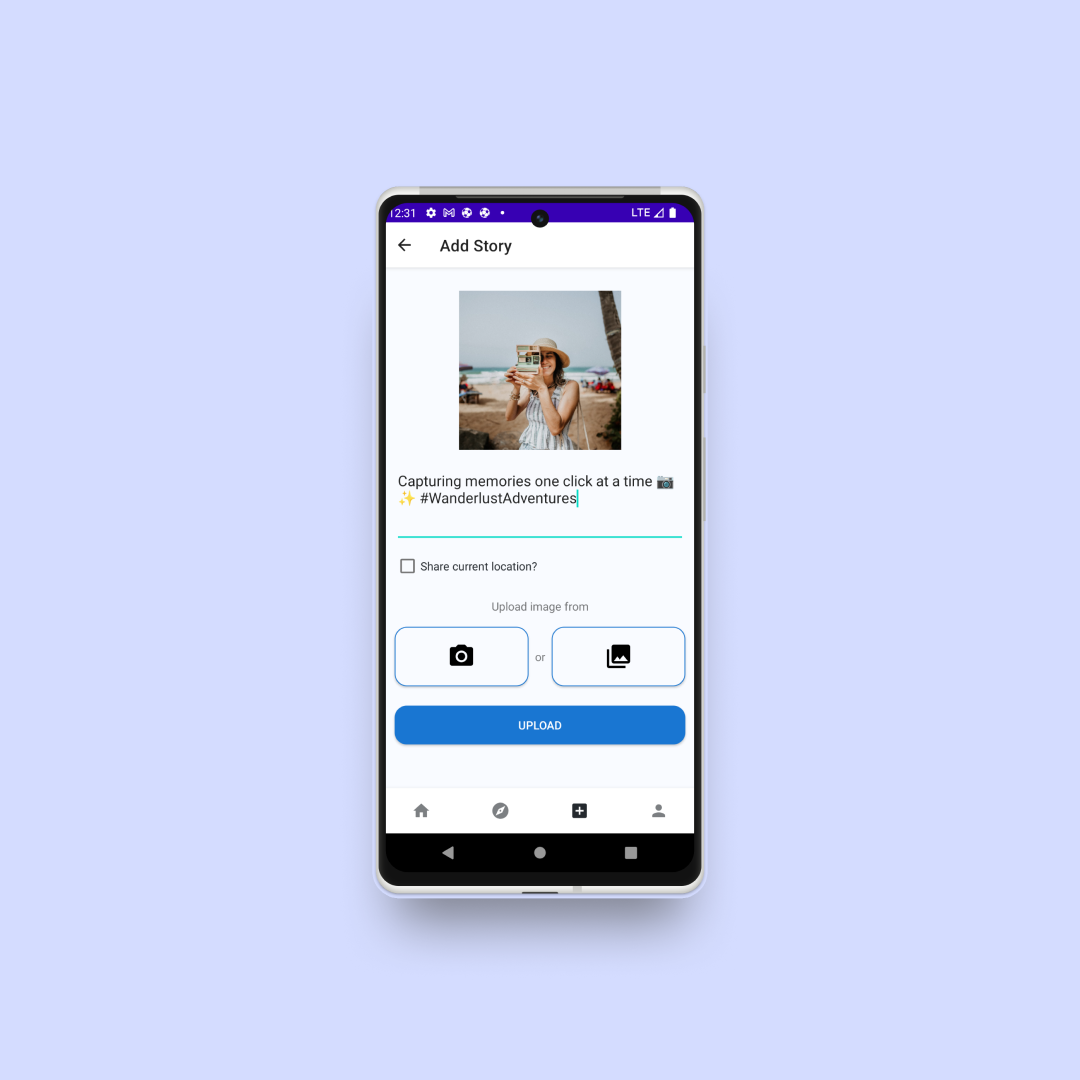 12:31 LTE
Add Story
Capturing memories one click at a time 📷
✨ #WanderlustAdventures
Share current location?
Upload image from
or
UPLOAD